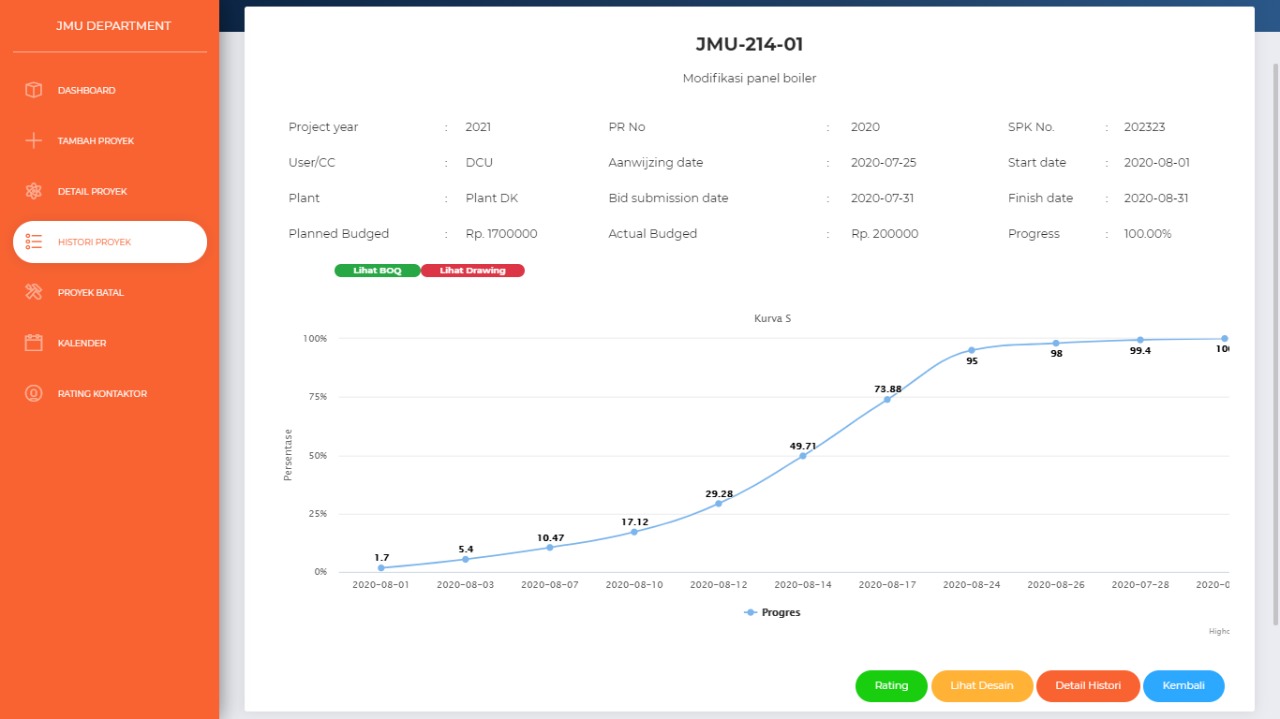 JMU DEPARTMENT
DASHBOARD
TAMBAH PROYEK
DETAIL PROYEK
HISTORI PROYEK
PROYEK BATAL
KALENDER
RATING KONTAKTOR
JMU-214-01
Modifikasi panel boiler
Project year : 2021 PR No : 2020 SPK No. : 202323
User/CC : DCU Aanwijzing date : 2020-07-25 Start date : 2020-08-01
Plant : Plant DK Bid submission date : 2020-07-31 Finish date : 2020-08-31
Planned Budged : Rp. 1700000 Actual Budged : Rp. 200000 Progress : 100.00%
Lihat BOQ Lihat Drawing
Kurva S
Persentase
100%
75%
50%
25%
0%
1.7 5.4 10.47 17.12 29.28 49.71 73.88 95 98 99.4
2020-08-01 2020-08-03 2020-08-07 2020-08-10 2020-08-12 2020-08-14 2020-08-17 2020-08-24 2020-08-26 2020-07-28
Progres
Rating Lihat Desain Detail Histori Kembali